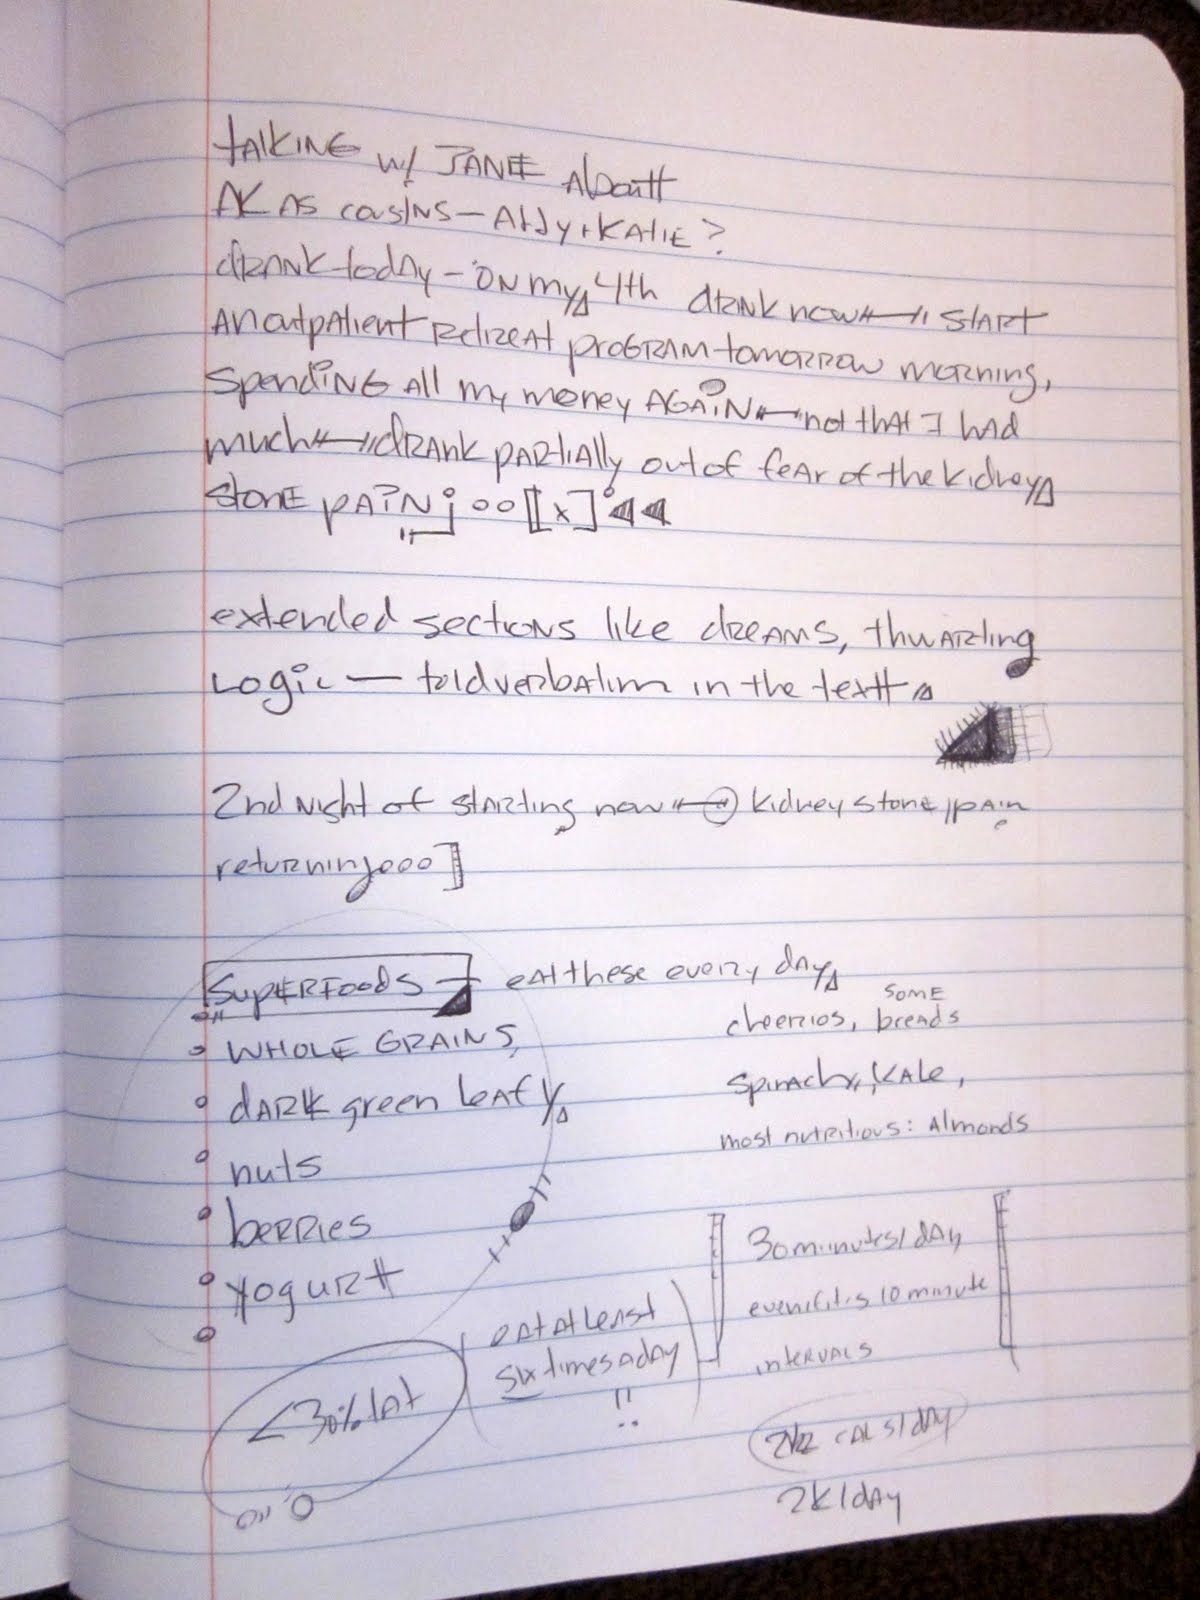 talking w/ Jane about
AK as cousins — Addy + Katie?
drank today - on my 4th drink now — start
an outpatient retreat program tomorrow morning,
spending all my money again — not that I had
much — drank partially out of fear of the kidney
stone pain ; oo [[x]
extended sections like dreams, thwarting
logic — told verbatim in the text
2nd night of starting now → kidney stone pain
returning ooo ]
Superfoods → eat these every day
WHOLE GRAINS,
some
cheerios, breads
dark green leafy
spinach, kale,
nuts
most nutritious: Almonds
berries
yogurt
30 minutes/day
even if it's 10 minute
intervals
eat at least
six times a day
!!
<30% fat
cals/day
2K/day